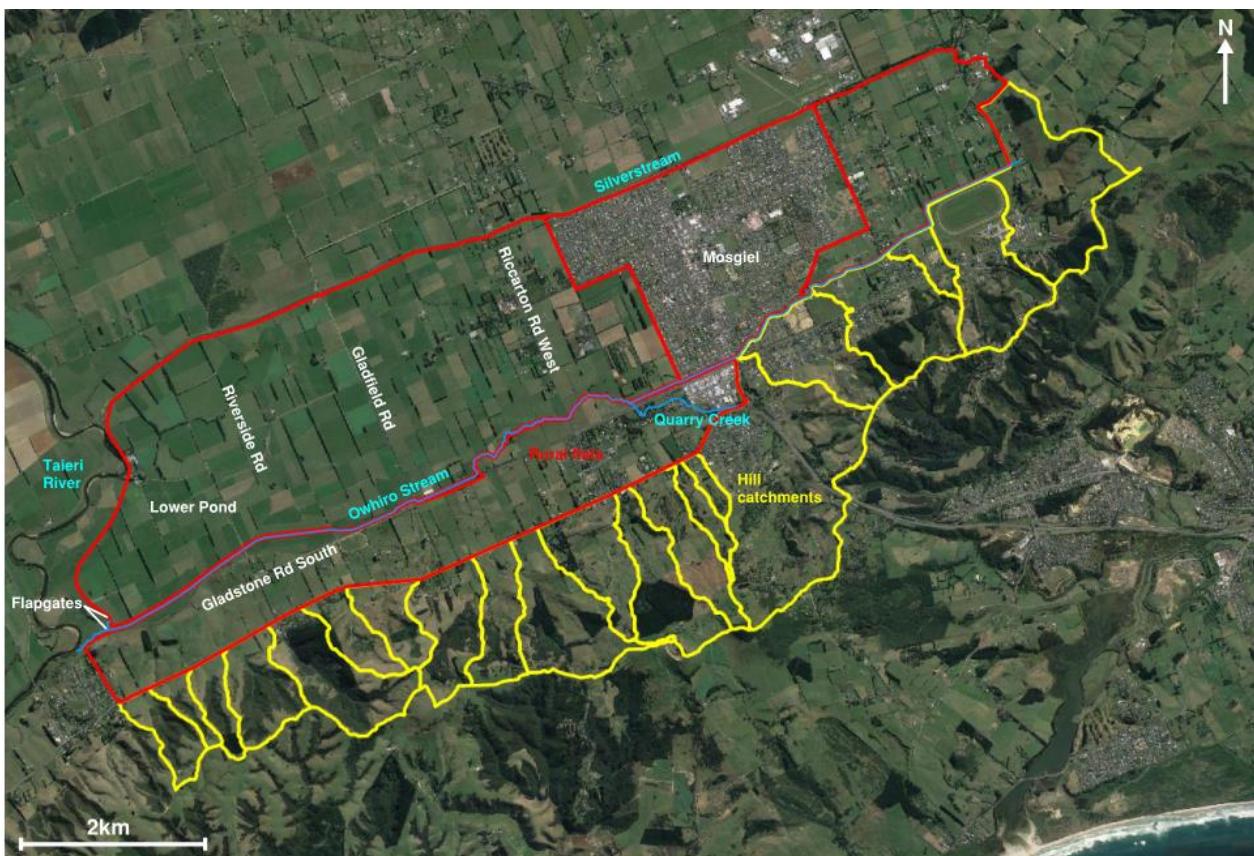 N
Silverstream
Mosgiel
Riccarton Rd West
Gladfield Rd
Riverside Rd
Quarry Creek
Rural flats
Taieri
River
Owhiro Stream
Hill
catchments
Lower Pond
Gladstone Rd South
Flapgates
2km